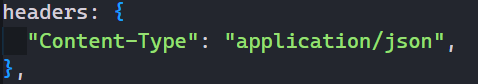 headers: {
  "Content-Type": "application/json",
},